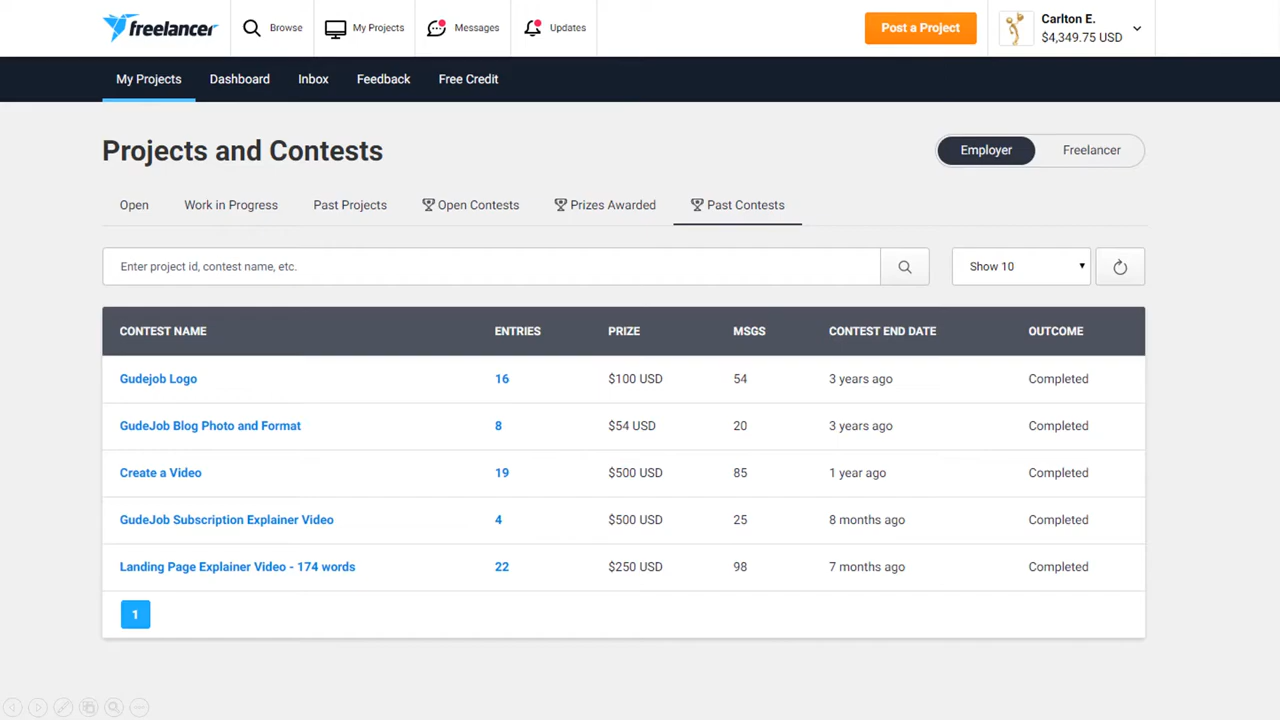 freelancer Browse My Projects Messages Updates Post a Project Carlton E.
$4,349.75 USD
My Projects Dashboard Inbox Feedback Free Credit
Projects and Contests Employer Freelancer
Open Work in Progress Past Projects Open Contests Prizes Awarded Past Contests
Enter project id, contest name, etc. Show 10
CONTEST NAME ENTRIES PRIZE MSGS CONTEST END DATE OUTCOME
Gudejob Logo 16 $100 USD 54 3 years ago Completed
GudeJob Blog Photo and Format 8 $54 USD 20 3 years ago Completed
Create a Video 19 $500 USD 85 1 year ago Completed
GudeJob Subscription Explainer Video 4 $500 USD 25 8 months ago Completed
Landing Page Explainer Video - 174 words 22 $250 USD 98 7 months ago Completed
1